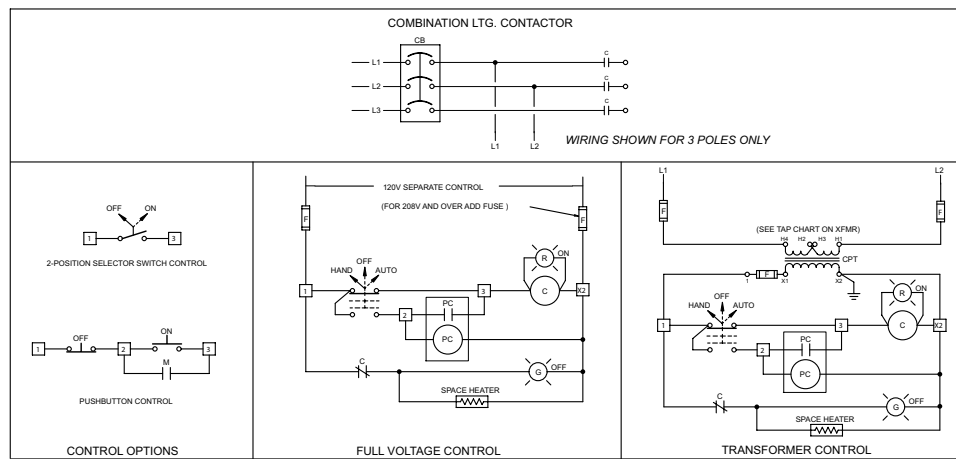 COMBINATION LTG. CONTACTOR
CB
L1
C
L2
C
L3
C
L1
L2
WIRING SHOWN FOR 3 POLES ONLY
OFF
ON
1
3
2-POSITION SELECTOR SWITCH CONTROL
OFF
ON
1
2
3
M
PUSHBUTTON CONTROL
CONTROL OPTIONS
120V SEPARATE CONTROL
(FOR 208V AND OVER ADD FUSE )
F
F
OFF
HAND
AUTO
R
ON
1
3
C
X2
2
PC
PC
C
G
OFF
SPACE HEATER
FULL VOLTAGE CONTROL
L1
L2
F
F
(SEE TAP CHART ON XFMR)
H4
H2
H3
H1
CPT
F
1
X1
X2
OFF
HAND
AUTO
R
ON
1
3
C
X2
2
PC
PC
C
G
OFF
SPACE HEATER
TRANSFORMER CONTROL